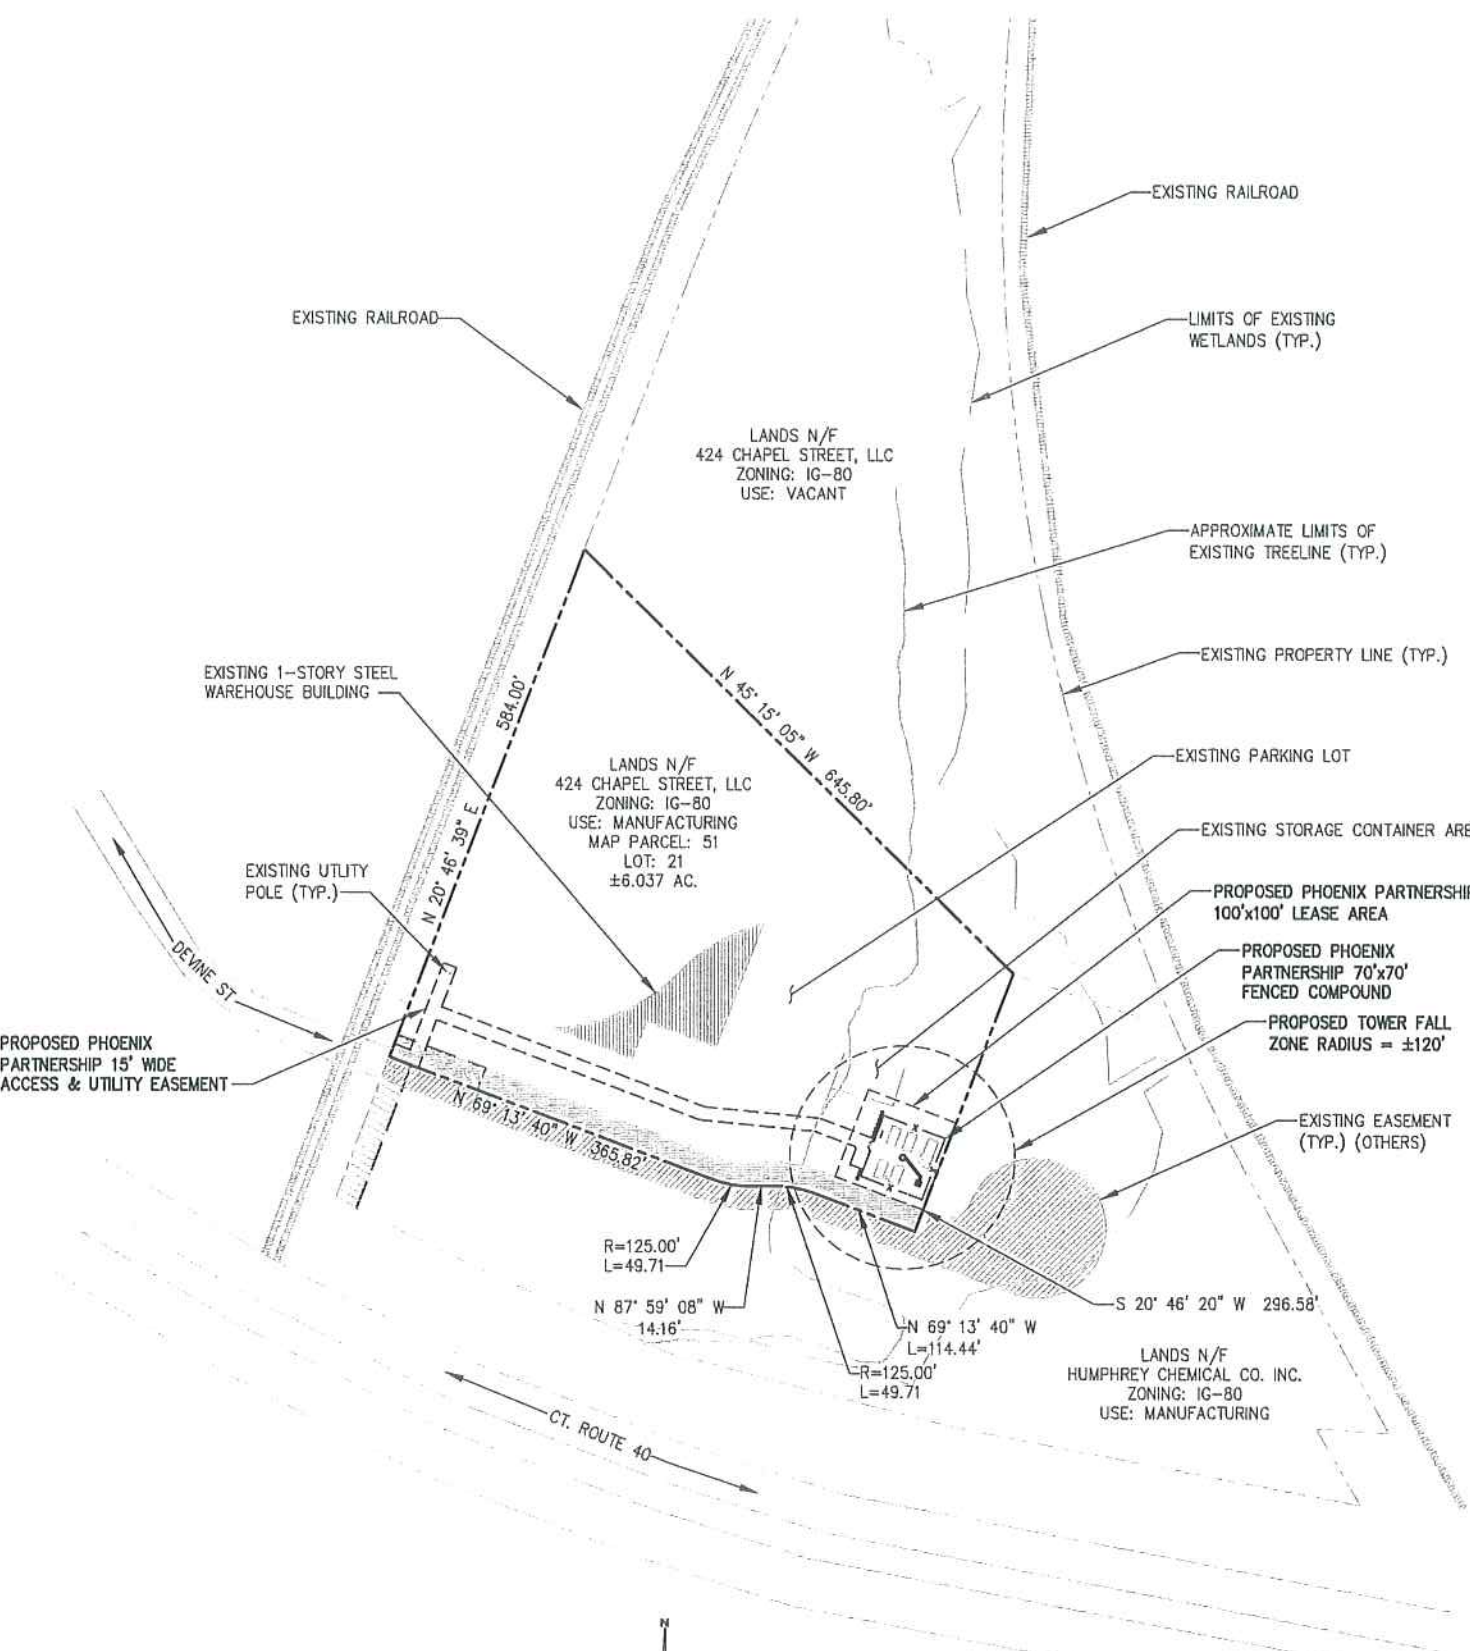 EXISTING RAILROAD
EXISTING RAILROAD
LIMITS OF EXISTING
WETLANDS (TYP.)
LANDS N/F
424 CHAPEL STREET, LLC
ZONING: IG-80
USE: VACANT
APPROXIMATE LIMITS OF
EXISTING TREELINE (TYP.)
EXISTING PROPERTY LINE (TYP.)
EXISTING 1-STORY STEEL
WAREHOUSE BUILDING
N 20° 46' 39" E 584.00'
N 45° 15' 05" W 645.80'
LANDS N/F
424 CHAPEL STREET, LLC
ZONING: IG-80
USE: MANUFACTURING
MAP PARCEL: 51
LOT: 21
±6.037 AC.
EXISTING PARKING LOT
EXISTING STORAGE CONTAINER ARE
EXISTING UTLITY
POLE (TYP.)
PROPOSED PHOENIX PARTNERSHIP
100'x100' LEASE AREA
DEVINE ST
PROPOSED PHOENIX
PARTNERSHIP 70'x70'
FENCED COMPOUND
PROPOSED TOWER FALL
ZONE RADIUS = ±120'
PROPOSED PHOENIX
PARTNERSHIP 15' WIDE
ACCESS & UTILITY EASEMENT
N 69° 13' 40" W 365.82'
EXISTING EASEMENT
(TYP.) (OTHERS)
R=125.00'
L=49.71
N 87° 59' 08" W
14.16'
S 20° 46' 20" W 296.58'
N 69° 13' 40" W
L=114.44'
R=125.00'
L=49.71
LANDS N/F
HUMPHREY CHEMICAL CO. INC.
ZONING: IG-80
USE: MANUFACTURING
CT. ROUTE 40
N